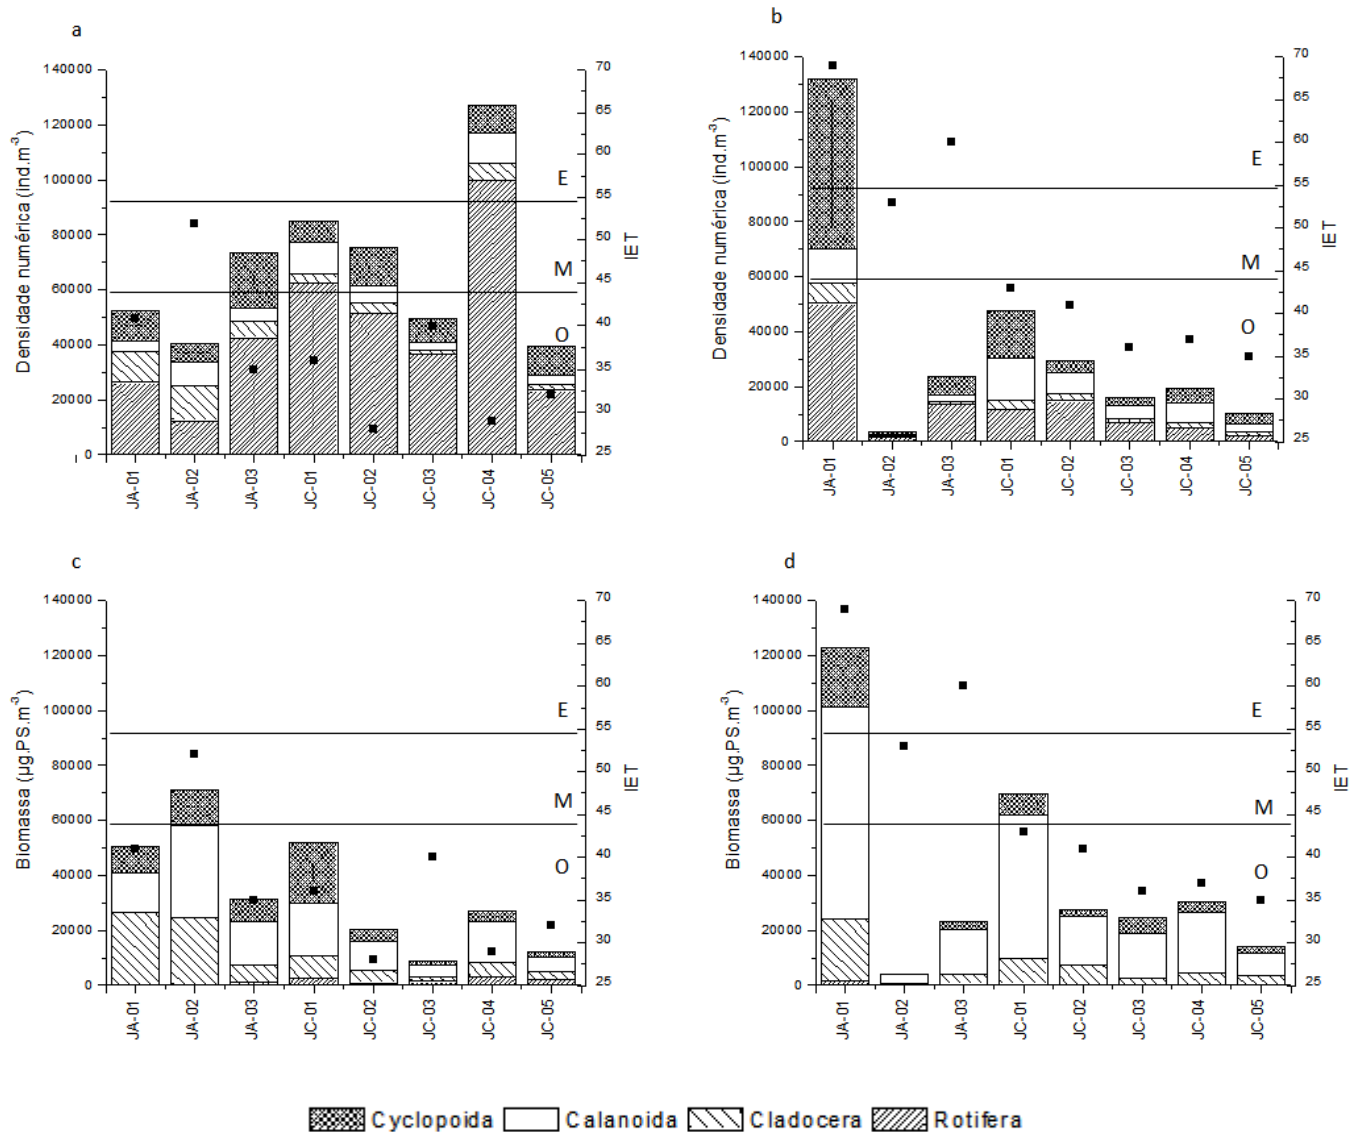 a
Densidade numérica (ind.m-3)
140000
120000
100000
80000
60000
40000
20000
0
70
65
60
55
50
45
40
35
30
25
IET
E
M
O
JA-01
JA-02
JA-03
JC-01
JC-02
JC-03
JC-04
JC-05
b
Densidade numérica (ind.m-3)
140000
120000
100000
80000
60000
40000
20000
0
70
65
60
55
50
45
40
35
30
25
IET
E
M
O
JA-01
JA-02
JA-03
JC-01
JC-02
JC-03
JC-04
JC-05
c
Biomassa (µg.PS.m-3)
140000
120000
100000
80000
60000
40000
20000
0
70
65
60
55
50
45
40
35
30
25
IET
E
M
O
JA-01
JA-02
JA-03
JC-01
JC-02
JC-03
JC-04
JC-05
d
Biomassa (µg.PS.m-3)
140000
120000
100000
80000
60000
40000
20000
0
70
65
60
55
50
45
40
35
30
25
IET
E
M
O
JA-01
JA-02
JA-03
JC-01
JC-02
JC-03
JC-04
JC-05
Cyclopoida Calanoida Cladocera Rotifera